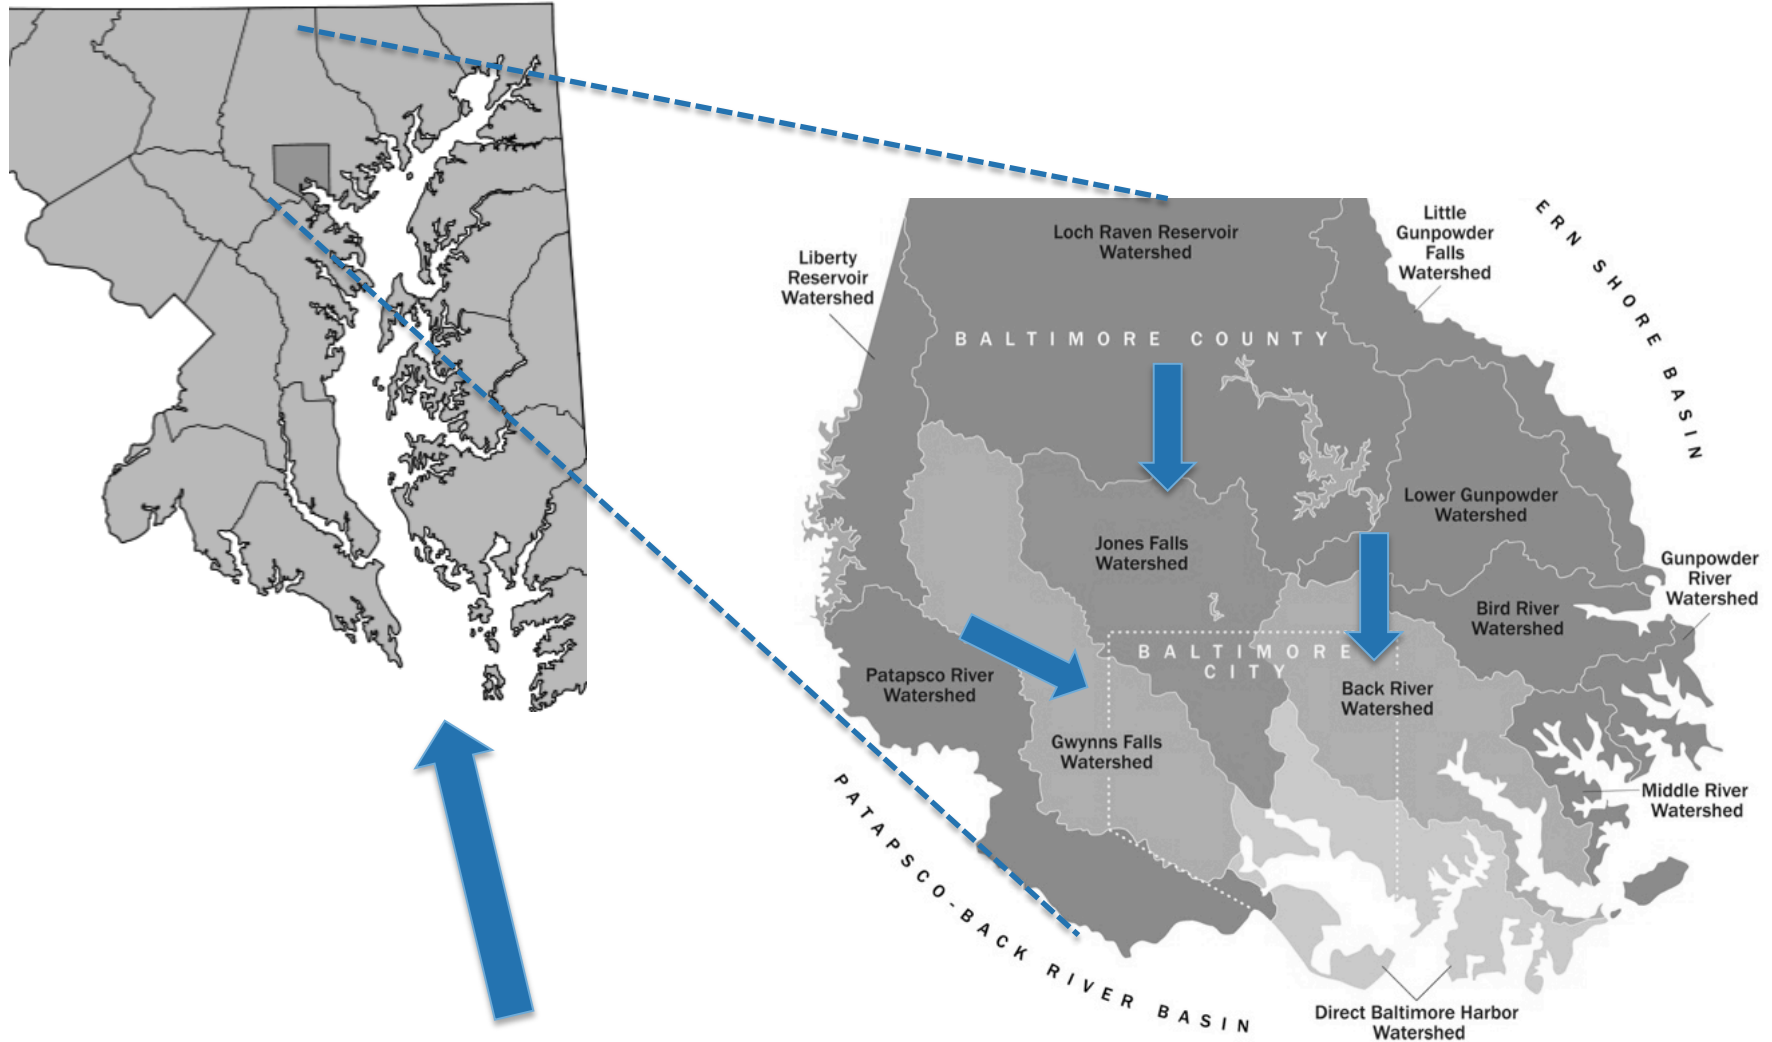 Loch Raven Reservoir
Watershed
Little
Gunpowder
Falls
Watershed
ERN SHORE BASIN
Liberty
Reservoir
Watershed
BALTIMORE COUNTY
Lower Gunpowder
Watershed
Jones Falls
Watershed
Gunpowder
River
Watershed
Bird River
Watershed
BALTIMORE
CITY
Patapsco River
Watershed
Back River
Watershed
Gwynns Falls
Watershed
Middle River
Watershed
PATAPSCO-BACK RIVER BASIN
Direct Baltimore Harbor
Watershed